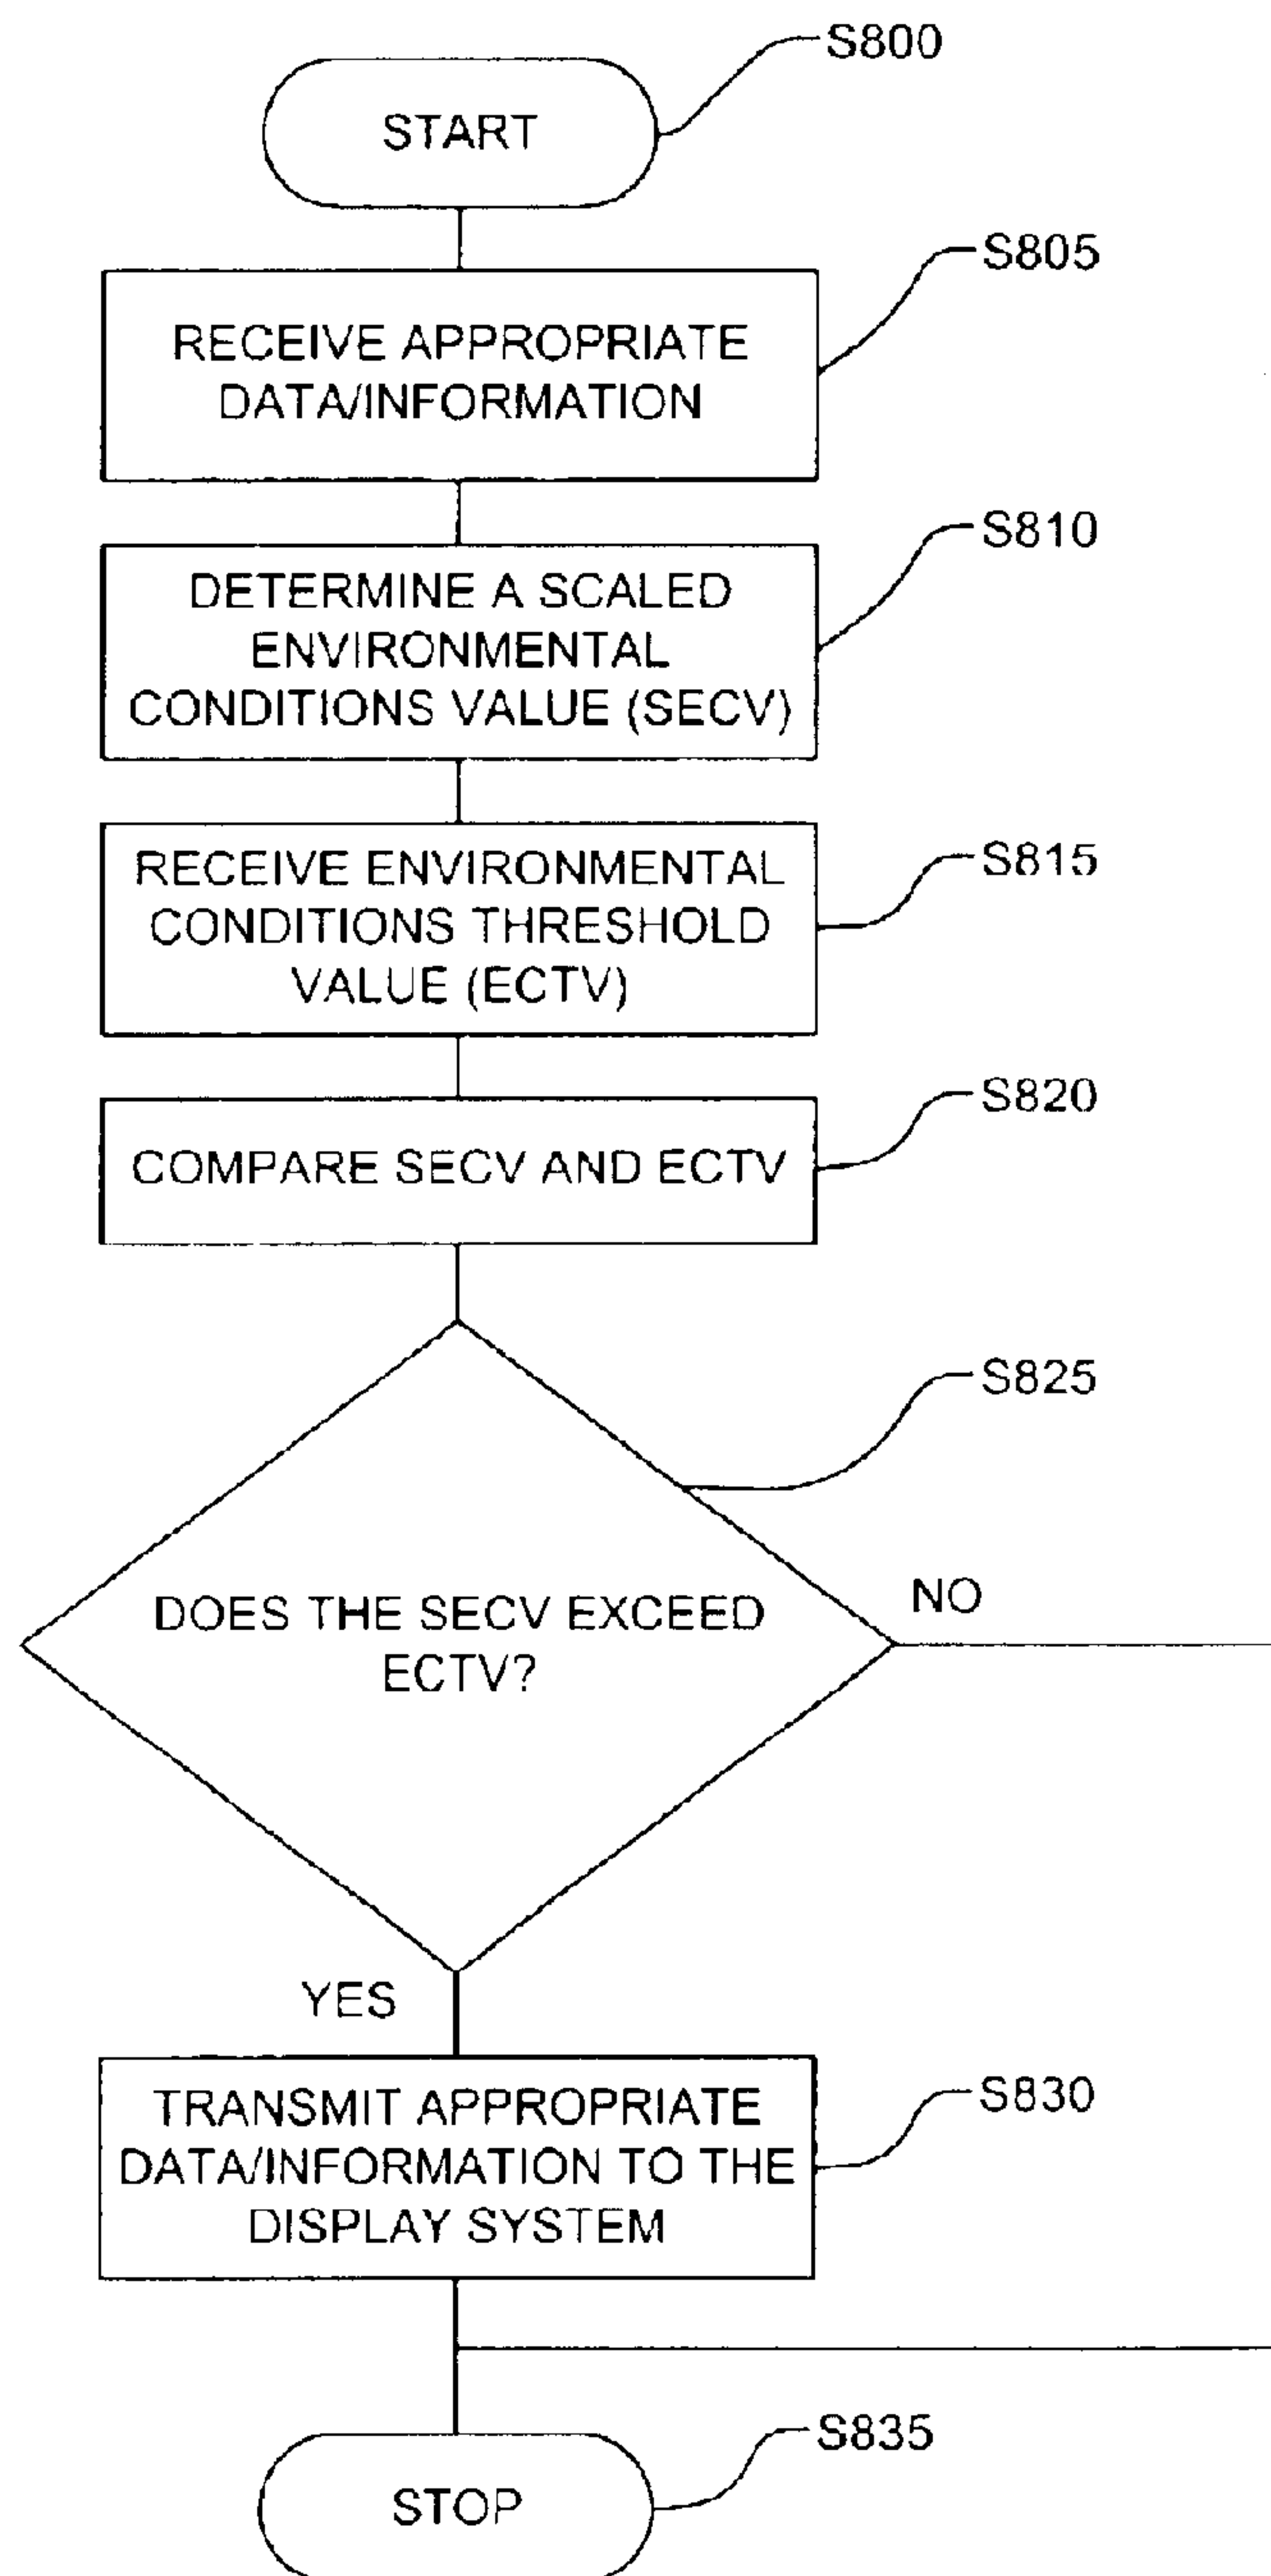 S800
START
S805
RECEIVE APPROPRIATE
DATA/INFORMATION
S810
DETERMINE A SCALED
ENVIRONMENTAL
CONDITIONS VALUE (SECV)
S815
RECEIVE ENVIRONMENTAL
CONDITIONS THRESHOLD
VALUE (ECTV)
S820
COMPARE SECV AND ECTV
S825
DOES THE SECV EXCEED
ECTV?
NO
YES
S830
TRANSMIT APPROPRIATE
DATA/INFORMATION TO THE
DISPLAY SYSTEM
S835
STOP